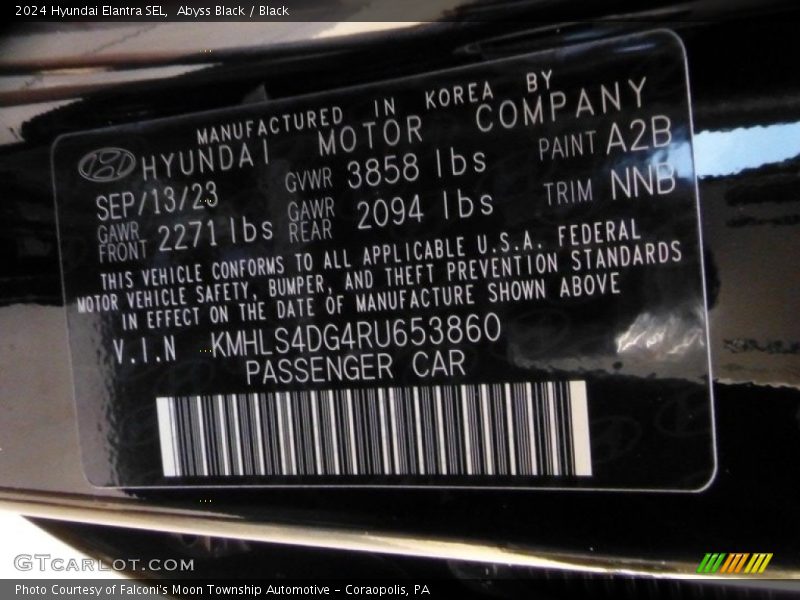 2024 Hyundai Elantra SEL,  Abyss Black / Black
MANUFACTURED IN KOREA BY
HYUNDAI MOTOR COMPANY
SEP/13/23 GVWR 3858 lbs PAINT A2B
GAWR FRONT 2271 lbs GAWR REAR 2094 lbs TRIM NNB
THIS VEHICLE CONFORMS TO ALL APPLICABLE U.S.A. FEDERAL
MOTOR VEHICLE SAFETY, BUMPER, AND THEFT PREVENTION STANDARDS
IN EFFECT ON THE DATE OF MANUFACTURE SHOWN ABOVE
V.I.N KMHLS4DG4RU653860
PASSENGER CAR
GTCARLOT.COM
Photo Courtesy of Falconi's Moon Township Automotive – Coraopolis, PA